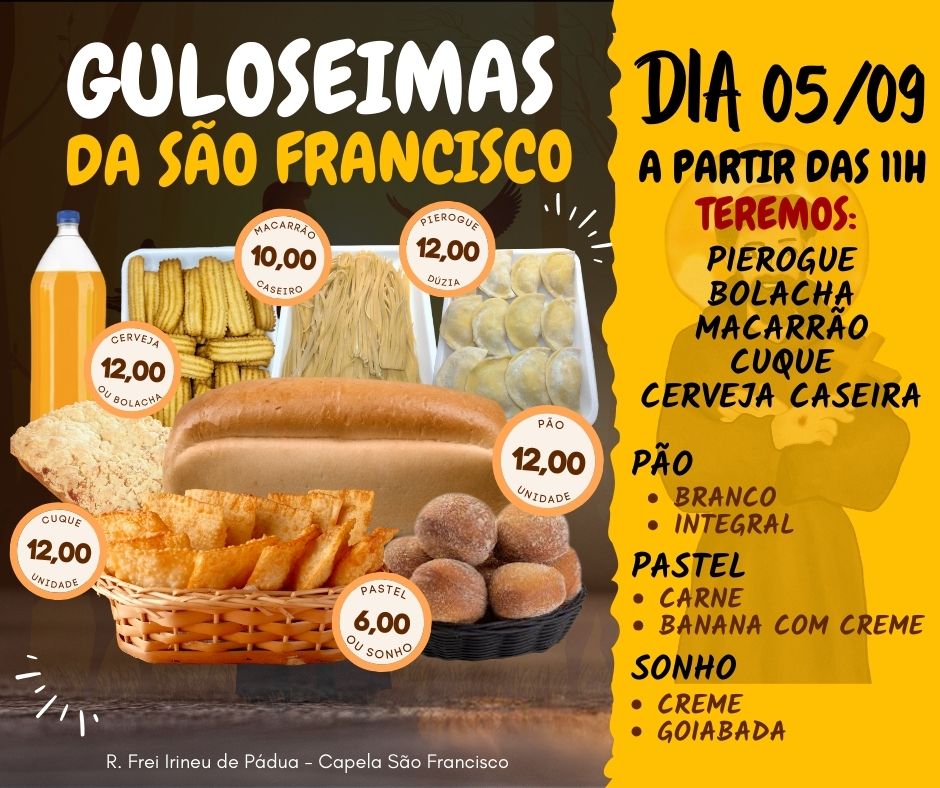 GULOSEIMAS
DA SÃO FRANCISCO
MACARRÃO
10,00
CASEIRO
PIEROGUE
12,00
DÚZIA
CERVEJA
12,00
OU BOLACHA
PÃO
12,00
UNIDADE
CUQUE
12,00
UNIDADE
PASTEL
6,00
OU SONHO
R. Frei Irineu de Pádua - Capela São Francisco
DIA 05/09
A PARTIR DAS 11H
TEREMOS:
PIEROGUE
BOLACHA
MACARRÃO
CUQUE
CERVEJA CASEIRA
PÃO
• BRANCO
• INTEGRAL
PASTEL
• CARNE
• BANANA COM CREME
SONHO
• CREME
• GOIABADA